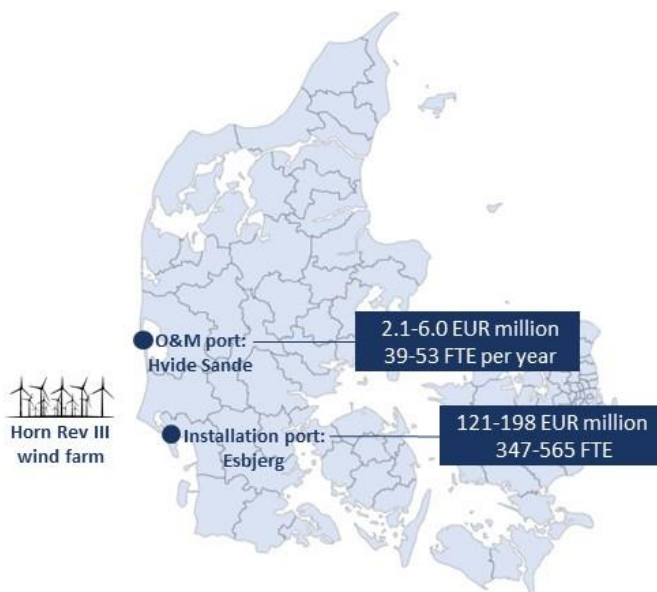 O&M port:
Hvide Sande
2.1-6.0 EUR million
39-53 FTE per year
Horn Rev III
wind farm
Installation port:
Esbjerg
121-198 EUR million
347-565 FTE